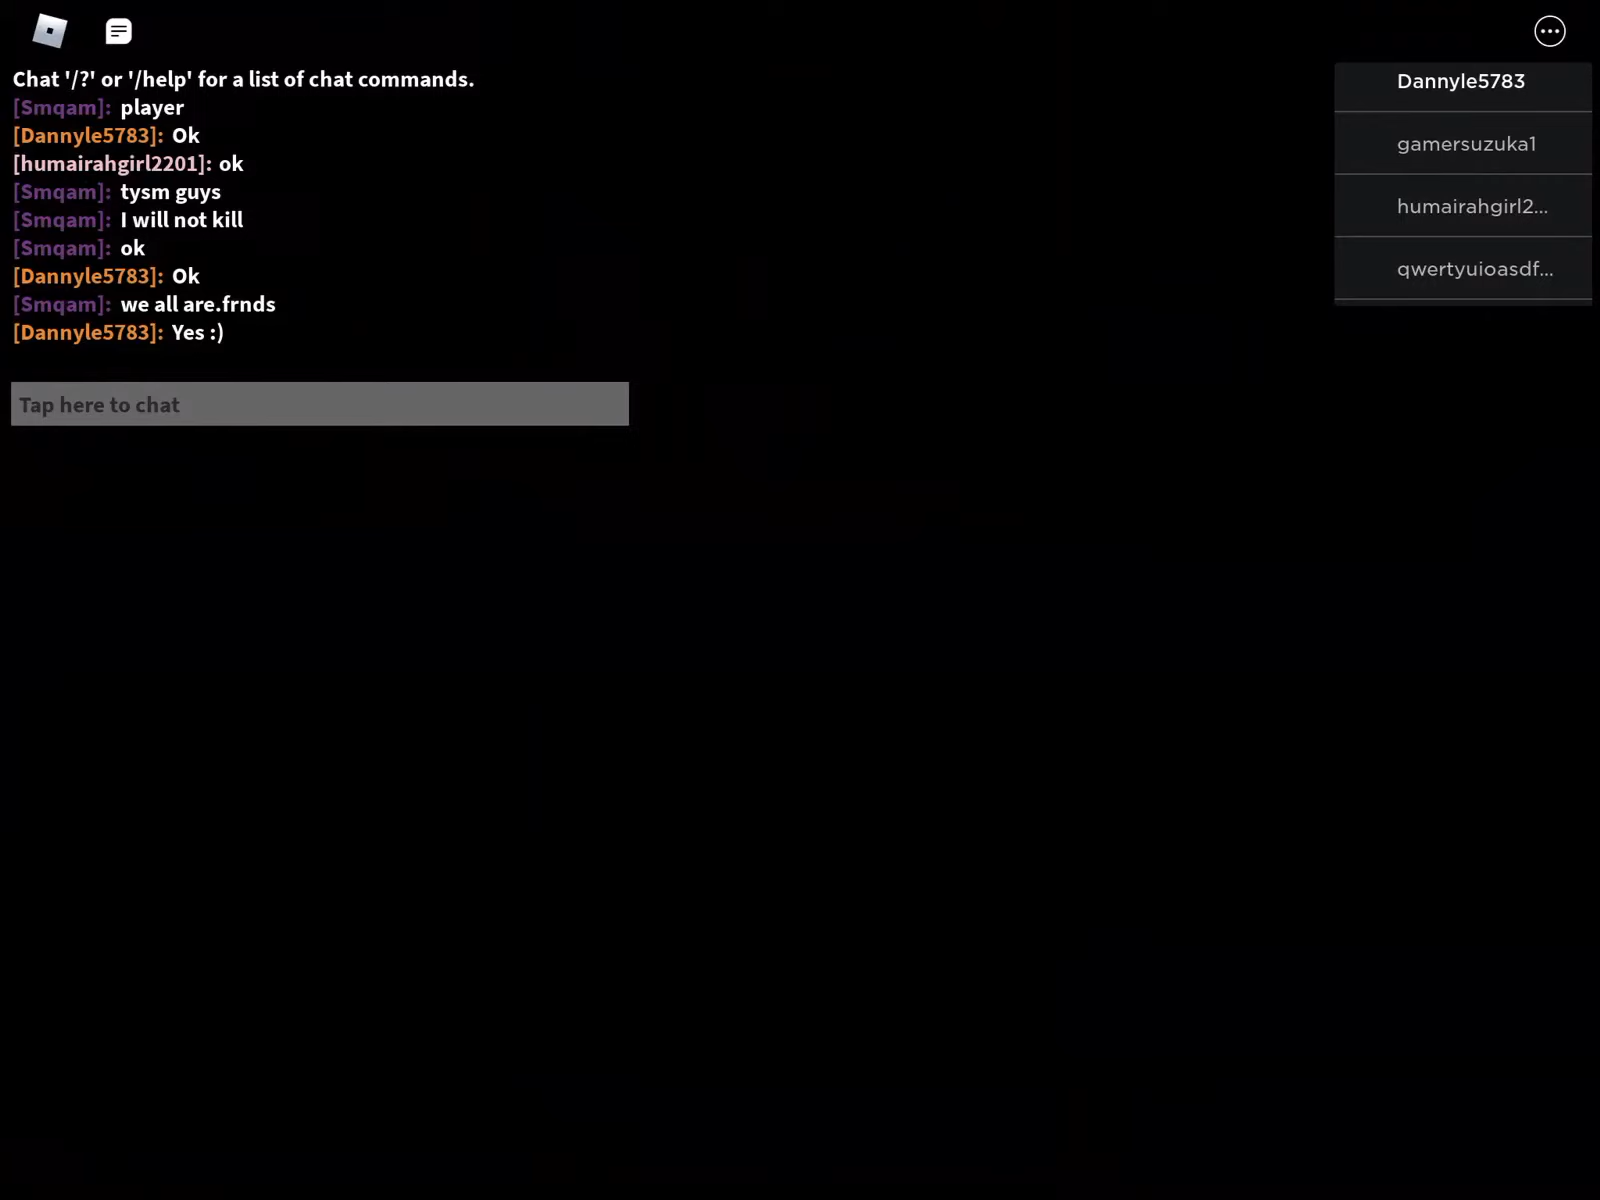 Chat '/?' or '/help' for a list of chat commands.
[Smqam]: player
[Dannyle5783]: Ok
[humairahgirl2201]: ok
[Smqam]: tysm guys
[Smqam]: I will not kill
[Smqam]: ok
[Dannyle5783]: Ok
[Smqam]: we all are.frnds
[Dannyle5783]: Yes :)
Tap here to chat
Dannyle5783
gamersuzuka1
humairahgirl2...
qwertyuioasdf...